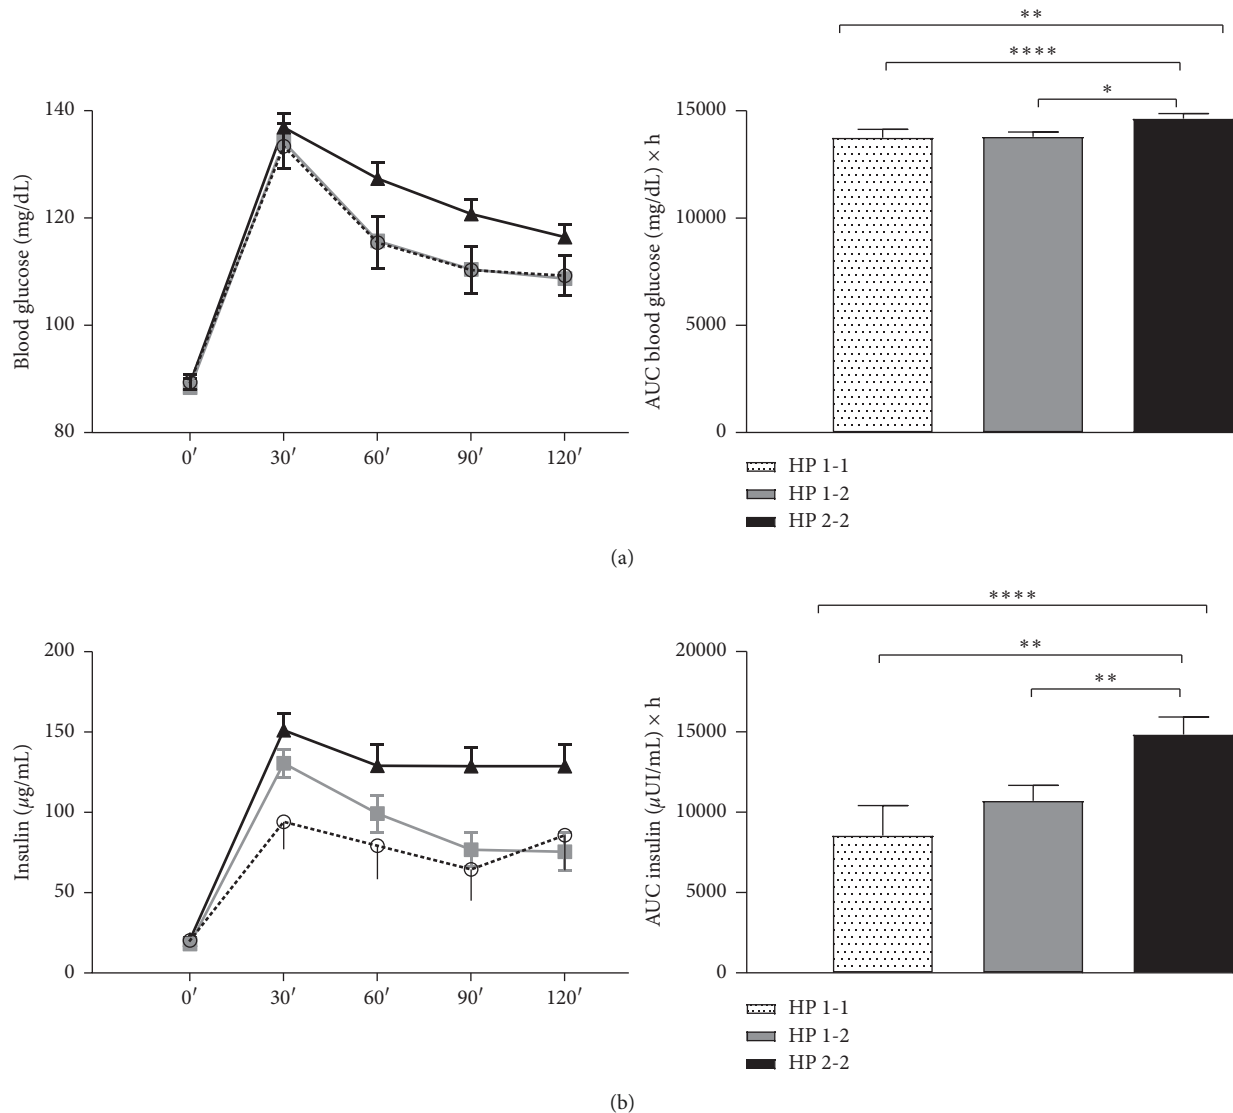 **
****
*
140
120
100
80
Blood glucose (mg/dL)
0′ 30′ 60′ 90′ 120′
15000
10000
5000
0
AUC blood glucose (mg/dL) × h
HP 1-1
HP 1-2
HP 2-2
(a)
****
**
**
200
150
100
50
0
Insulin (µg/mL)
0′ 30′ 60′ 90′ 120′
20000
15000
10000
5000
0
AUC insulin (µUI/mL) × h
HP 1-1
HP 1-2
HP 2-2
(b)